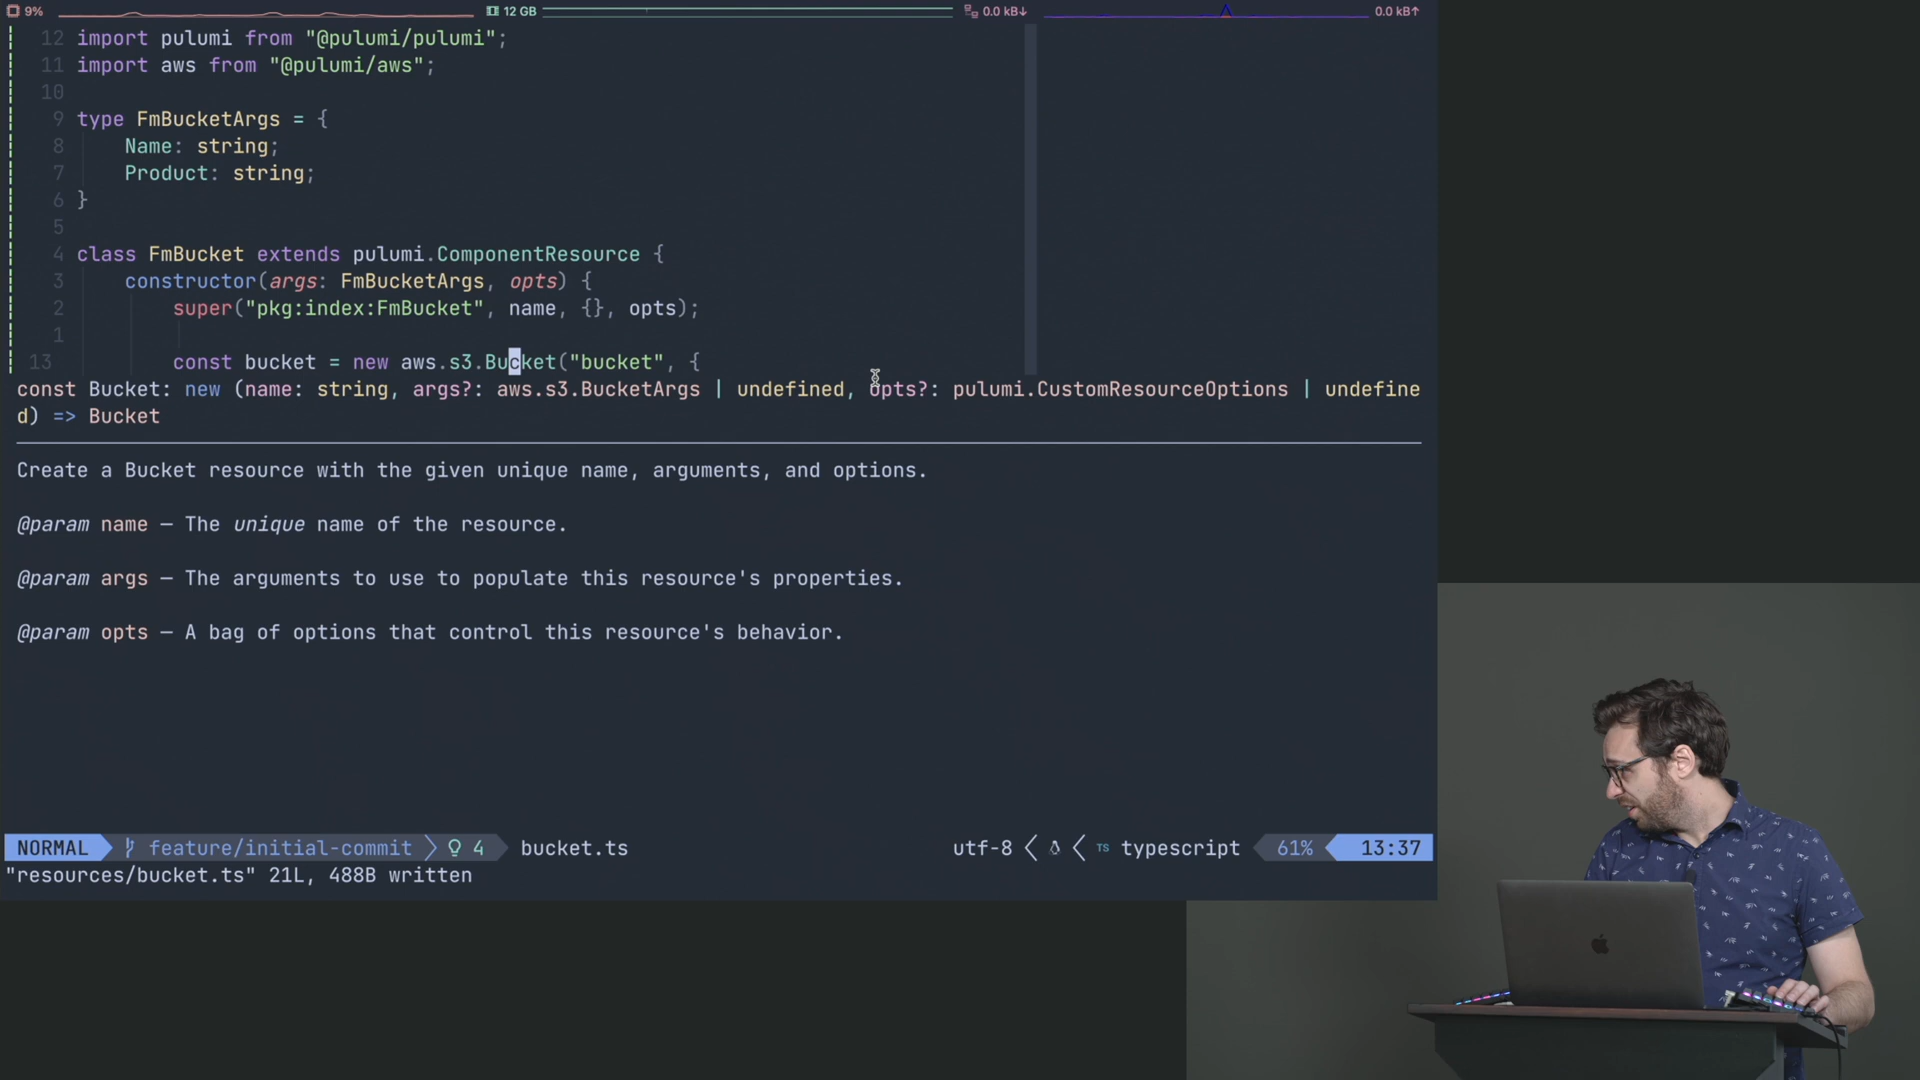 9% 12 GB 0.0 kB↓ 0.0 kB↑
12 import pulumi from "@pulumi/pulumi";
11 import aws from "@pulumi/aws";
10
9 type FmBucketArgs = {
8 Name: string;
7 Product: string;
6 }
5
4 class FmBucket extends pulumi.ComponentResource {
3 constructor(args: FmBucketArgs, opts) {
2 super("pkg:index:FmBucket", name, {}, opts);
1
13 const bucket = new aws.s3.Bucket("bucket", {
const Bucket: new (name: string, args?: aws.s3.BucketArgs | undefined, opts?: pulumi.CustomResourceOptions | undefine
d) => Bucket
Create a Bucket resource with the given unique name, arguments, and options.
@param name — The unique name of the resource.
@param args — The arguments to use to populate this resource's properties.
@param opts — A bag of options that control this resource's behavior.
NORMAL feature/initial-commit 4 bucket.ts utf-8 TS typescript 61% 13:37
"resources/bucket.ts" 21L, 488B written